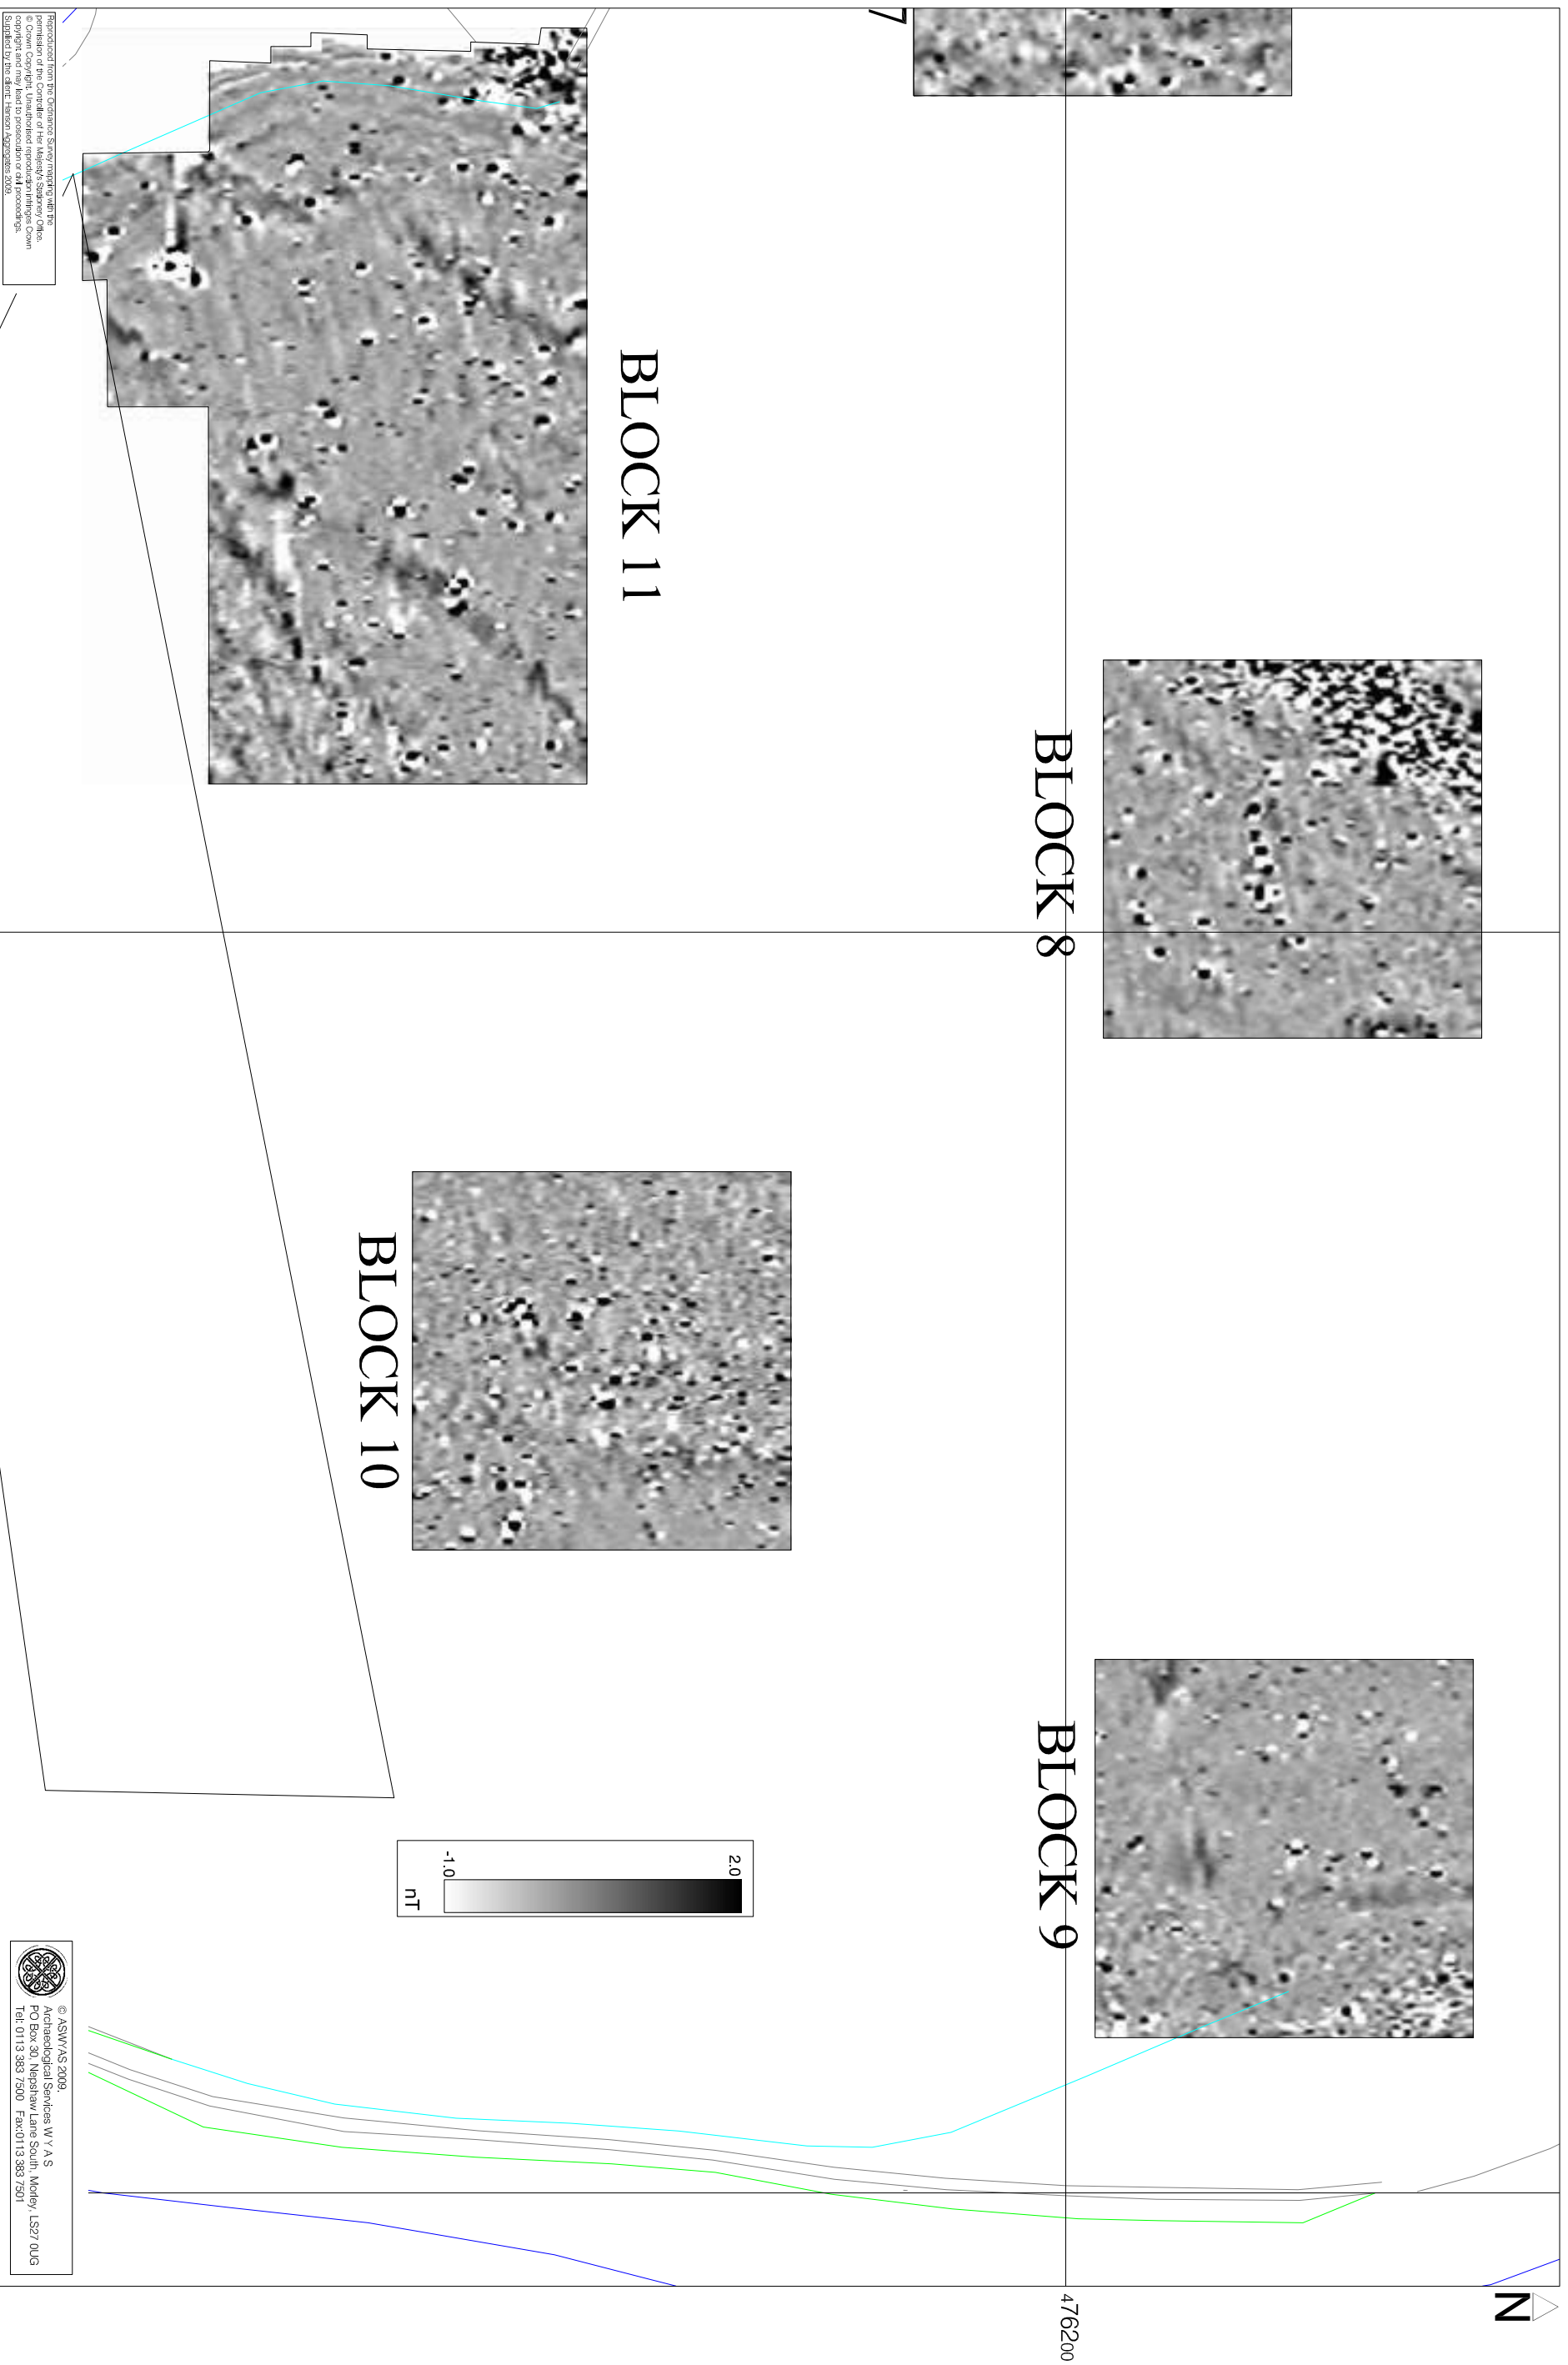 N
476200
7
BLOCK 8
BLOCK 9
BLOCK 11
BLOCK 10
2.0
-1.0
nT
Reproduced from the Ordnance Survey mapping with the
permission of the Controller of Her Majesty's Stationery Office.
© Crown Copyright. Unauthorised reproduction infringes Crown
copyright and may lead to prosecution or civil proceedings.
Supplied by the client: Hanson Aggregates 2009.
© ASWYAS 2009.
Archaeological Services W Y A S
PO Box 30, Nepshaw Lane South, Morley, LS27 0UG
Tel: 0113 383 7500 Fax:0113 383 7501